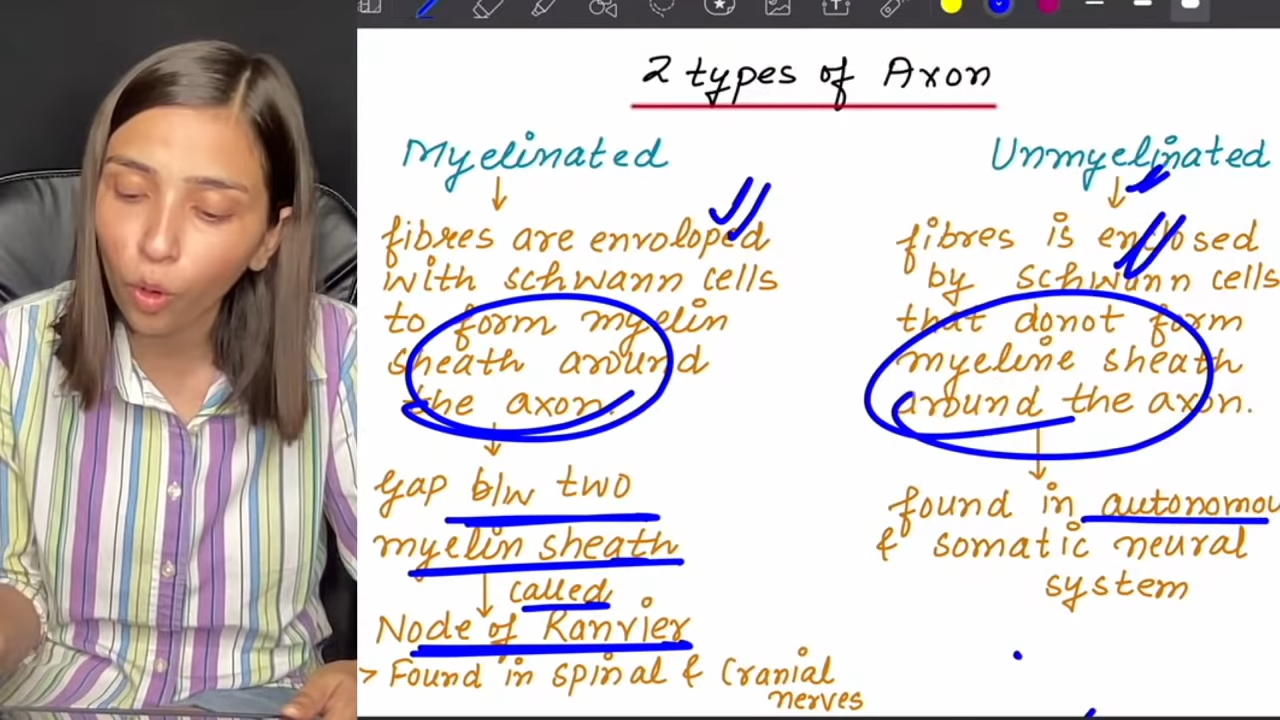 2 types of Axon
Myelinated
fibres are enveloped
with schwann cells
to form myelin
sheath around
the axon.
Gap b/w two
myelin sheath
called
Node of Ranvier
> Found in spinal & Cranial
nerves
Unmyelinated
fibres is enclosed
by schwann cells
that donot form
myeline sheath
around the axon.
found in autonomou
& somatic neural
system